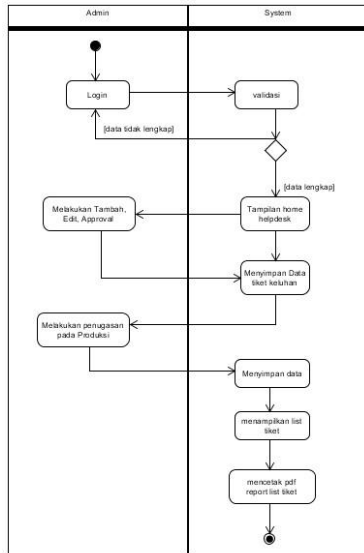 Admin
System
Login
validasi
[data tidak lengkap]
[data lengkap]
Melakukan Tambah,
Edit, Approval
Tampilan home
helpdesk
Menyimpan Data
tiket keluhan
Melakukan penugasan
pada Produksi
Menyimpan data
menampilkan list
tiket
mencetak pdf
report list tiket